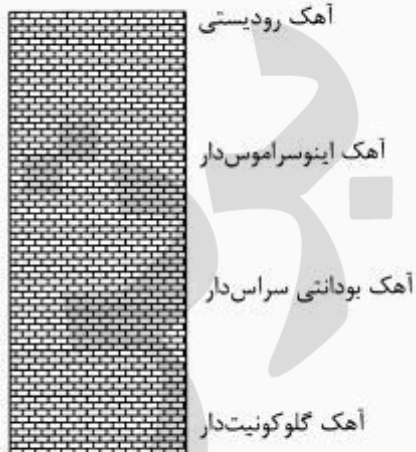 آهک رودیستی
آهک اینوسراموس‌دار
آهک بودانتی سراس‌دار
آهک گلوکونیت‌دار